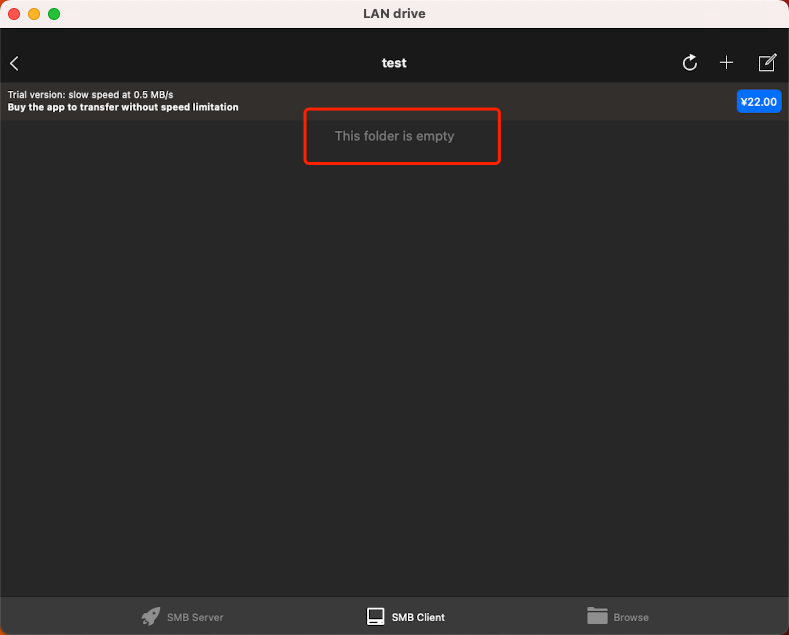 LAN drive
test
Trial version: slow speed at 0.5 MB/s
Buy the app to transfer without speed limitation
¥22.00
This folder is empty
SMB Server
SMB Client
Browse